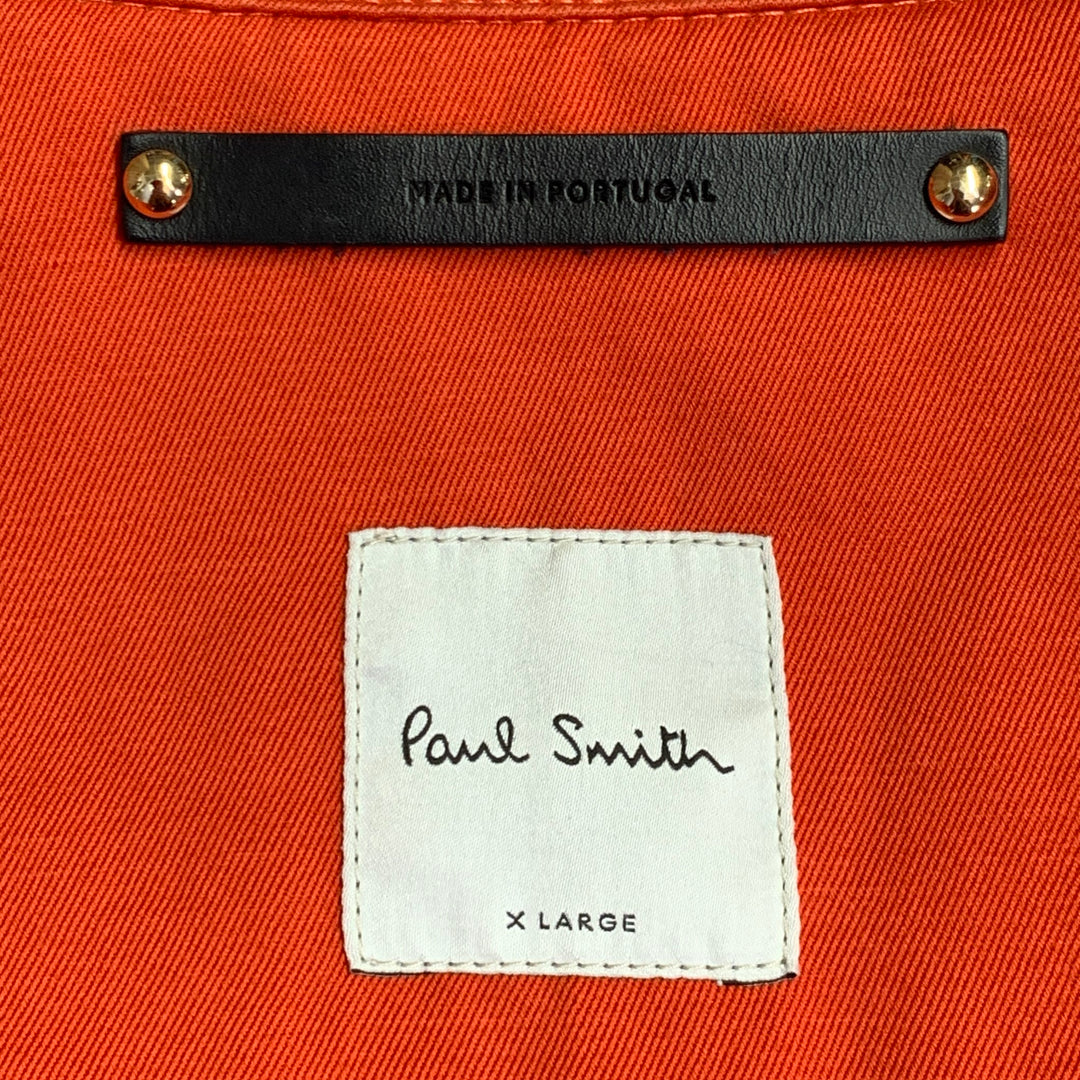 MADE IN PORTUGAL
Paul Smith
X LARGE